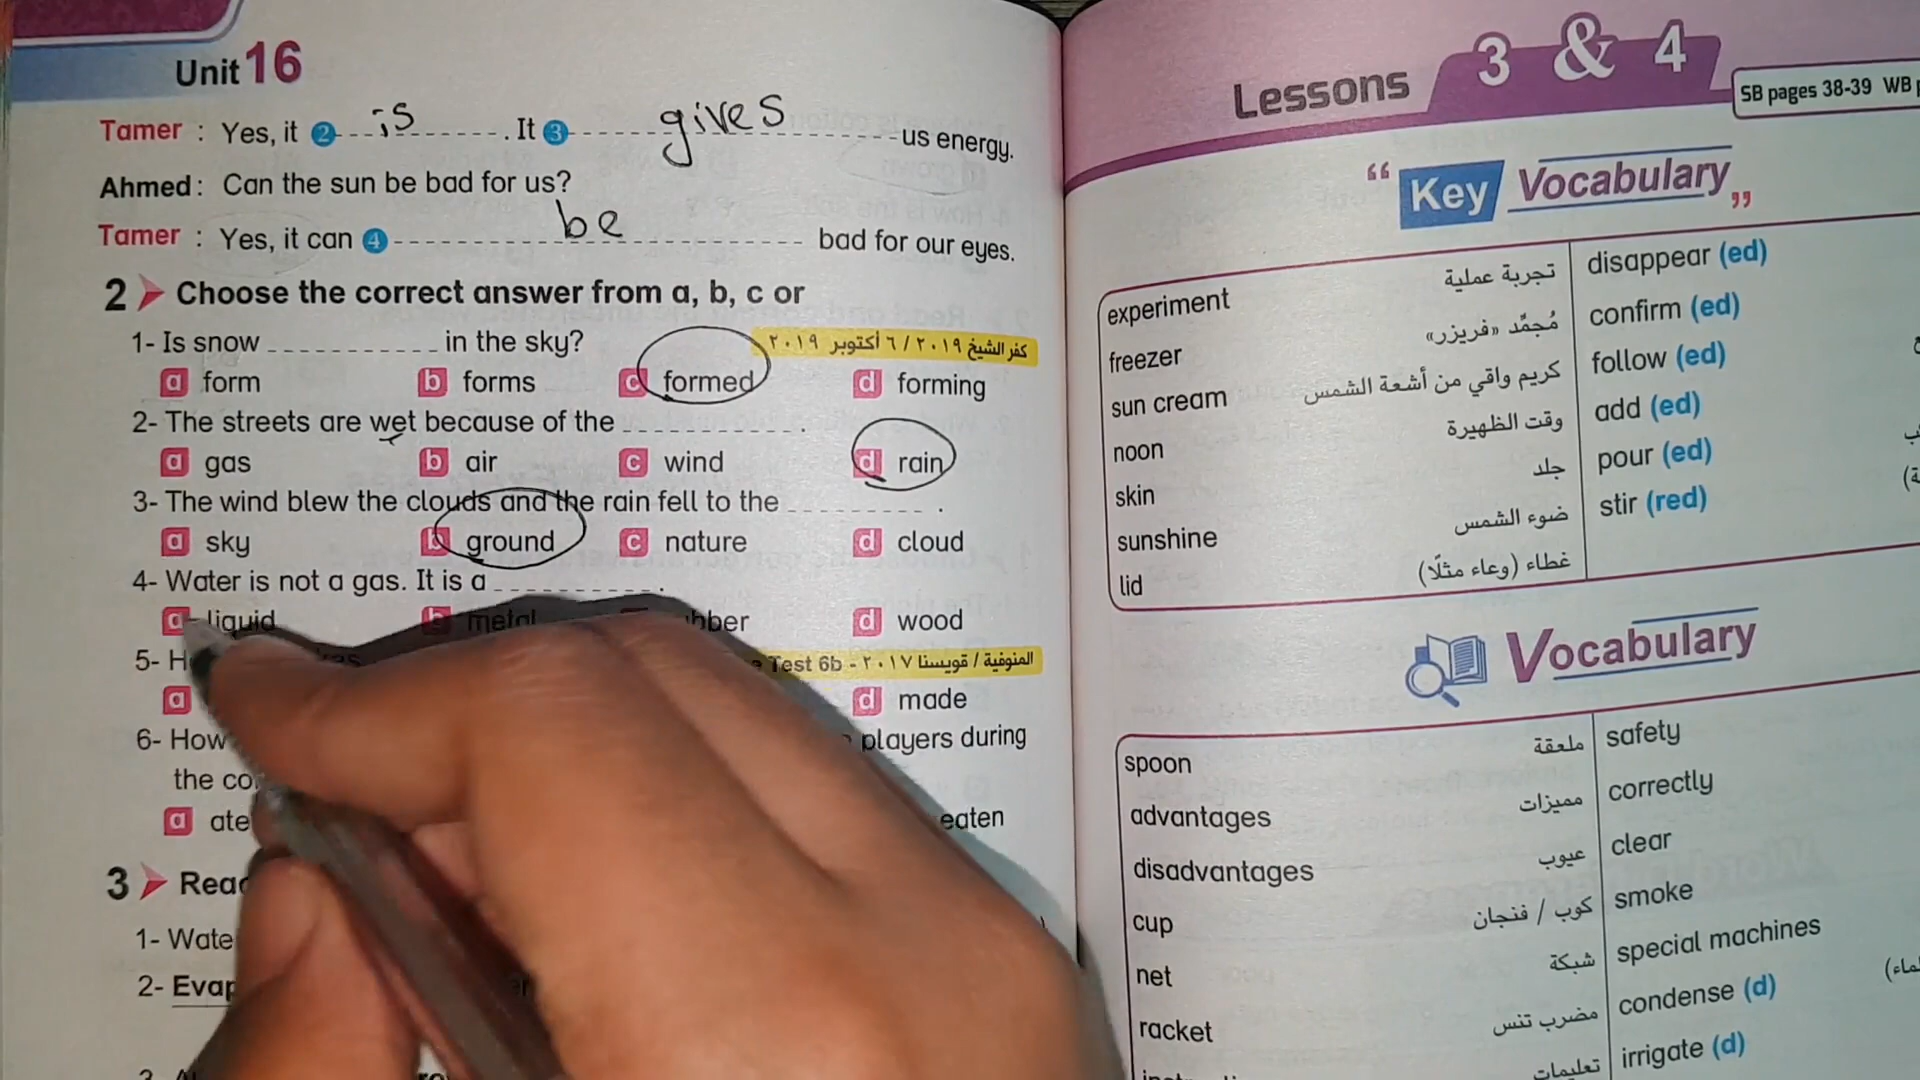 Unit 16
Tamer : Yes, it 2 is . It 3 gives us energy.
Ahmed : Can the sun be bad for us?
Tamer : Yes, it can 4 be bad for our eyes.
2 Choose the correct answer from a, b, c or
1- Is snow in the sky? كفر الشيخ ٢٠١٩ / ٦ أكتوبر ٢٠١٩
a form b forms c formed d forming
2- The streets are wet because of the .
a gas b air c wind d rain
3- The wind blew the clouds and the rain fell to the .
a sky b ground c nature d cloud
4- Water is not a gas. It is a .
a liquid b metal d wood
5- Test 6b - المنوفية / قويسنا ٢٠١٧
a d made
6- How players during
the
a ate eaten
3
1-
2-
Lessons 3 & 4
SB pages 38-39 WB
“ Key Vocabulary ”
experiment تجربة عملية
freezer مُجمِّد «فريزر»
sun cream كريم واقي من أشعة الشمس
noon وقت الظهيرة
skin جلد
sunshine ضوء الشمس
lid غطاء (وعاء مثلًا)
disappear (ed)
confirm (ed)
follow (ed)
add (ed)
pour (ed)
stir (red)
Vocabulary
spoon ملعقة
advantages مميزات
disadvantages عيوب
cup كوب / فنجان
net شبكة
racket مضرب تنس
تعليمات
safety
correctly
clear
smoke
special machines
condense (d)
irrigate (d)